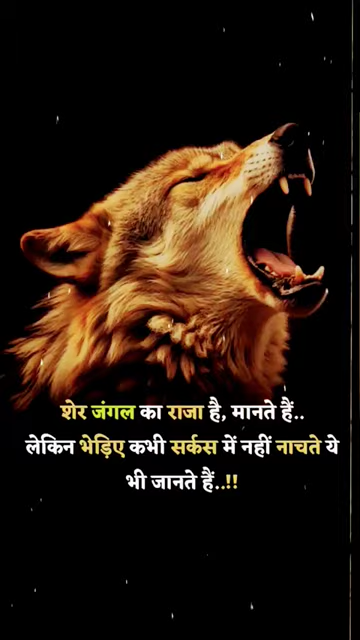 शेर जंगल का राजा है, मानते हैं..
लेकिन भेड़िए कभी सर्कस में नहीं नाचते ये
भी जानते हैं..!!